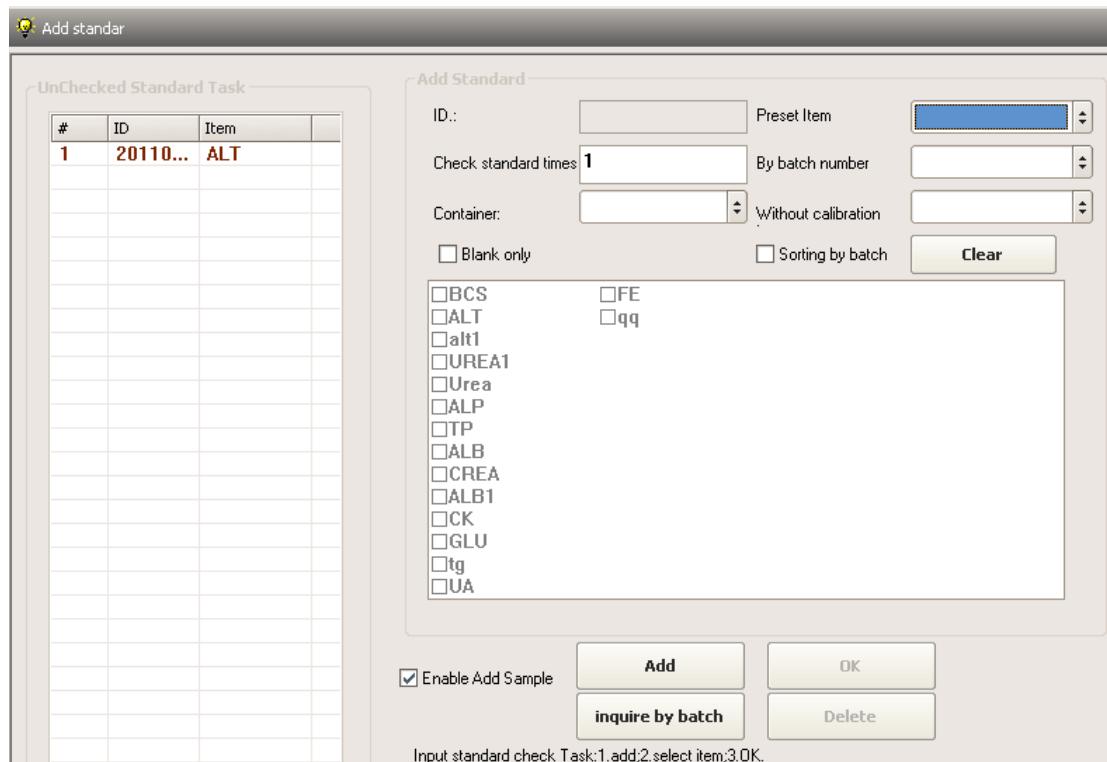 Add standar
UnChecked Standard Task
# ID Item
1 20110... ALT
Add Standard
ID.: Preset Item
Check standard times 1 By batch number
Container: Without calibration
Blank only Sorting by batch Clear
BCS FE
ALT qq
alt1
UREA1
Urea
ALP
TP
ALB
CREA
ALB1
CK
GLU
tg
UA
Enable Add Sample Add OK
inquire by batch Delete
Input standard check Task:1.add;2.select item;3.OK.